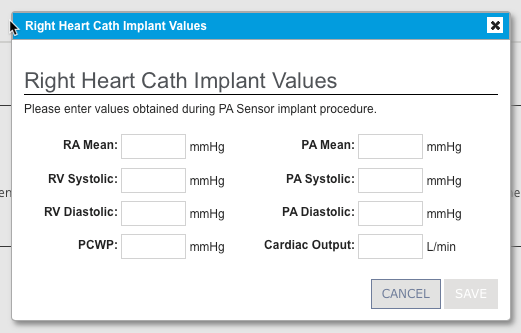 Right Heart Cath Implant Values
Right Heart Cath Implant Values
Please enter values obtained during PA Sensor implant procedure.
RA Mean: mmHg PA Mean: mmHg
RV Systolic: mmHg PA Systolic: mmHg
RV Diastolic: mmHg PA Diastolic: mmHg
PCWP: mmHg Cardiac Output: L/min
CANCEL SAVE